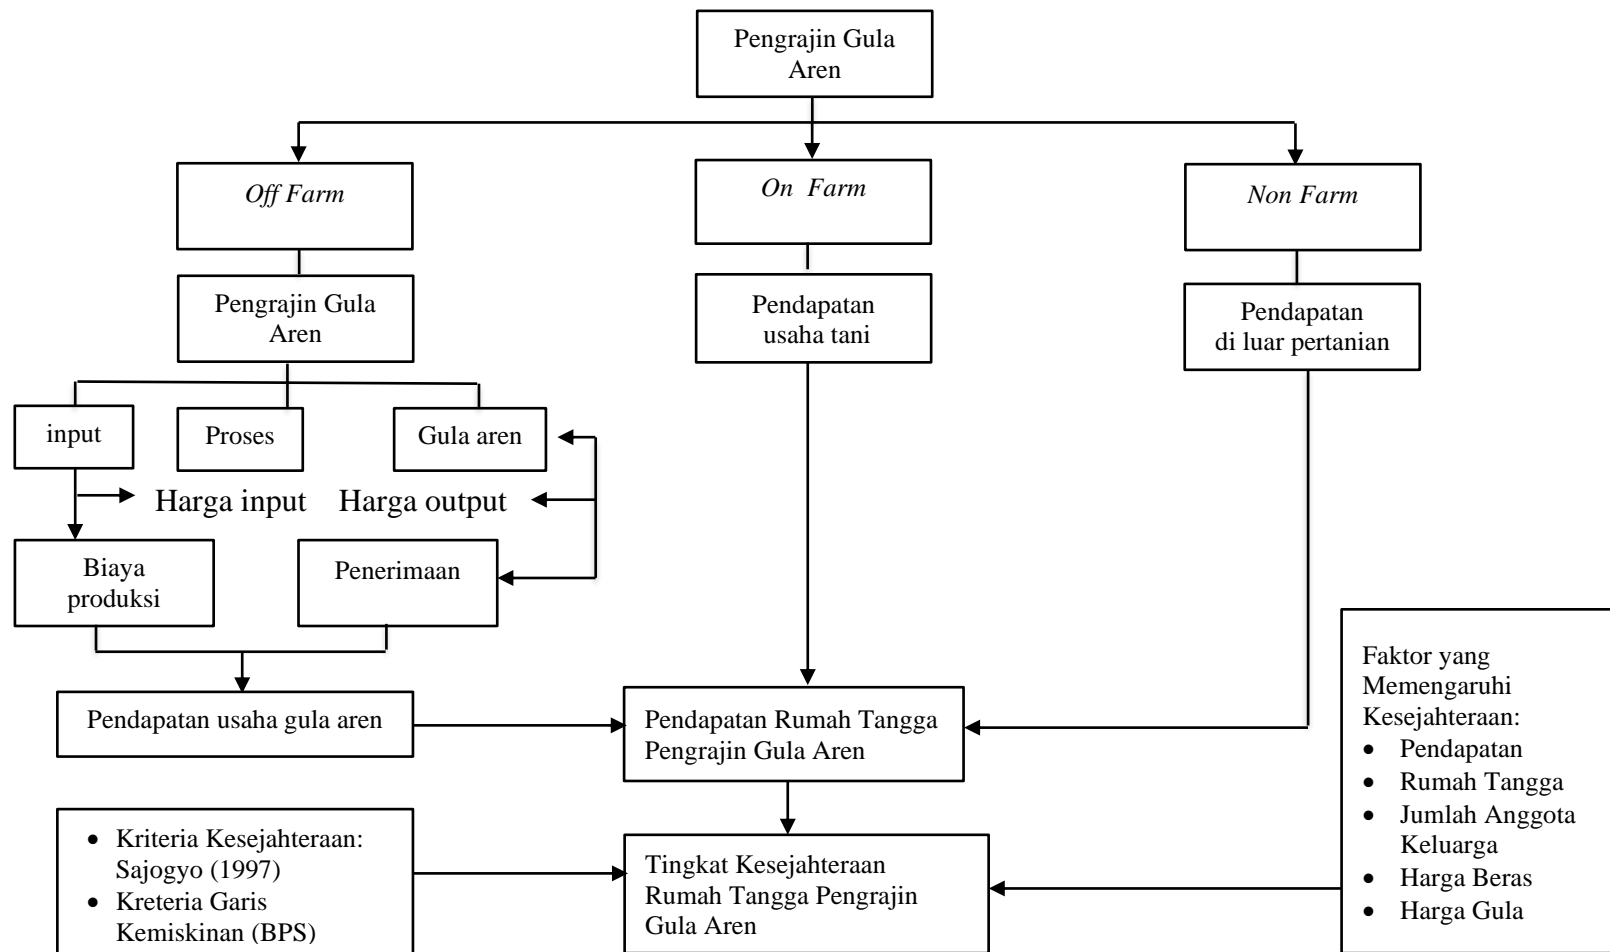 Pengrajin Gula
Aren
Off Farm
On Farm
Non Farm
Pengrajin Gula
Aren
Pendapatan
usaha tani
Pendapatan
di luar pertanian
input
Proses
Gula aren
Harga input
Harga output
Biaya
produksi
Penerimaan
Pendapatan usaha gula aren
Pendapatan Rumah Tangga
Pengrajin Gula Aren
Faktor yang
Memengaruhi
Kesejahteraan:
• Pendapatan
• Rumah Tangga
• Jumlah Anggota
Keluarga
• Harga Beras
• Harga Gula
• Kriteria Kesejahteraan:
Sajogyo (1997)
• Kreteria Garis
Kemiskinan (BPS)
Tingkat Kesejahteraan
Rumah Tangga Pengrajin
Gula Aren